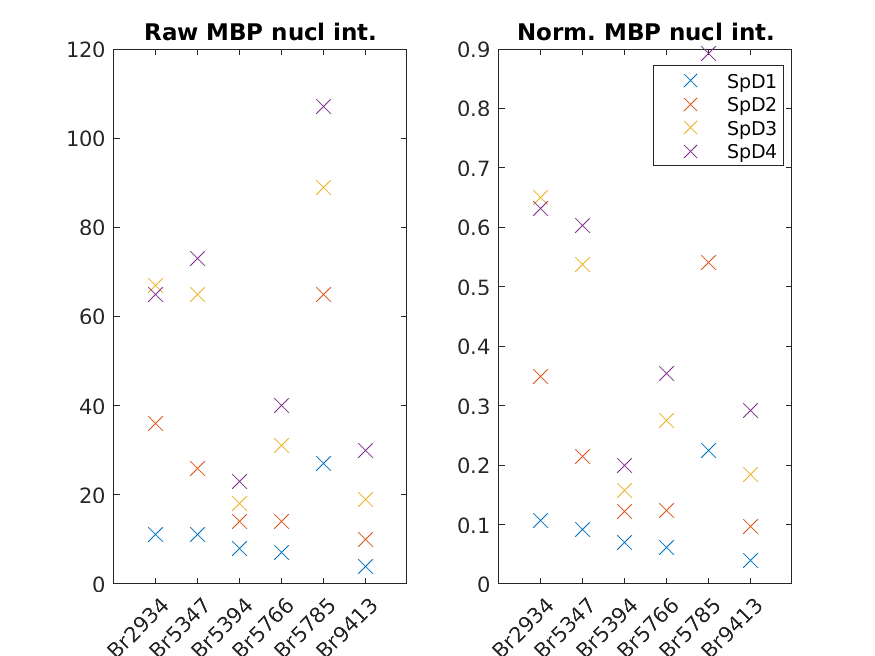 Raw MBP nucl int.
120
100
80
60
40
20
0
Br2934
Br5347
Br5394
Br5766
Br5785
Br9413
Norm. MBP nucl int.
0.9
0.8
0.7
0.6
0.5
0.4
0.3
0.2
0.1
0
SpD1
SpD2
SpD3
SpD4
Br2934
Br5347
Br5394
Br5766
Br5785
Br9413